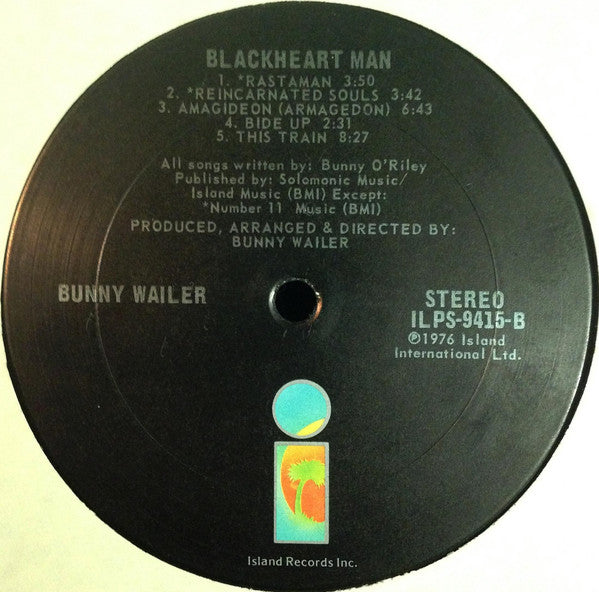 BLACKHEART MAN
1. *RASTAMAN 3:50
2. *REINCARNATED SOULS 3:42
3. AMAGIDEON (ARMAGEDON) 6:43
4. BIDE UP 2:31
5. THIS TRAIN 8:27
All songs written by: Bunny O'Riley
Published by: Solomonic Music/
Island Music (BMI) Except:
*Number 11 Music (BMI)
PRODUCED, ARRANGED & DIRECTED BY:
BUNNY WAILER
BUNNY WAILER
STEREO
ILPS-9415-B
℗1976 Island
International Ltd.
Island Records Inc.